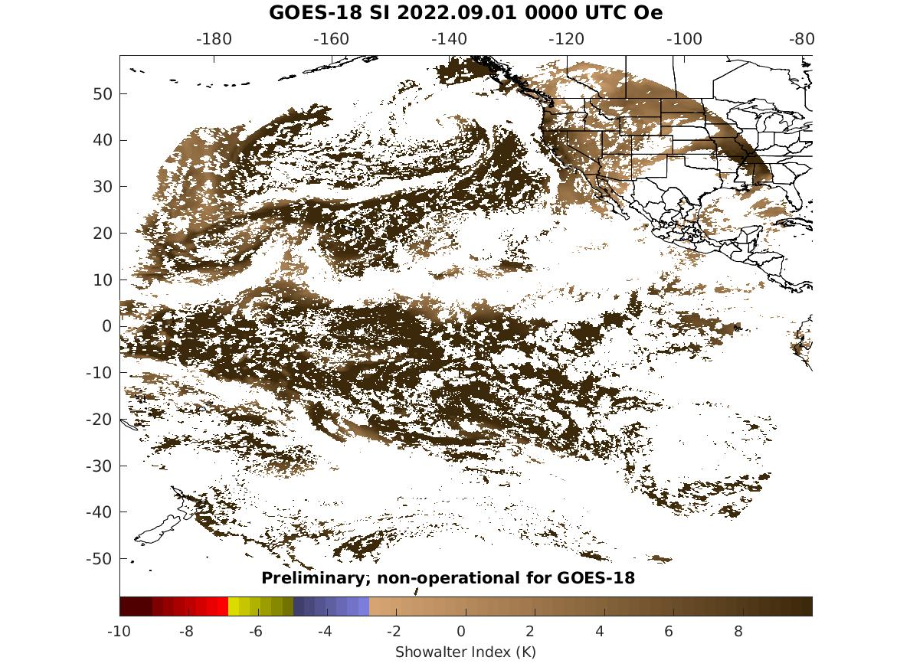 GOES-18 SI 2022.09.01 0000 UTC Oe
-180 -160 -140 -120 -100 -80
50
40
30
20
10
0
-10
-20
-30
-40
-50
Preliminary; non-operational for GOES-18
-10 -8 -6 -4 -2 0 2 4 6 8
Showalter Index (K)